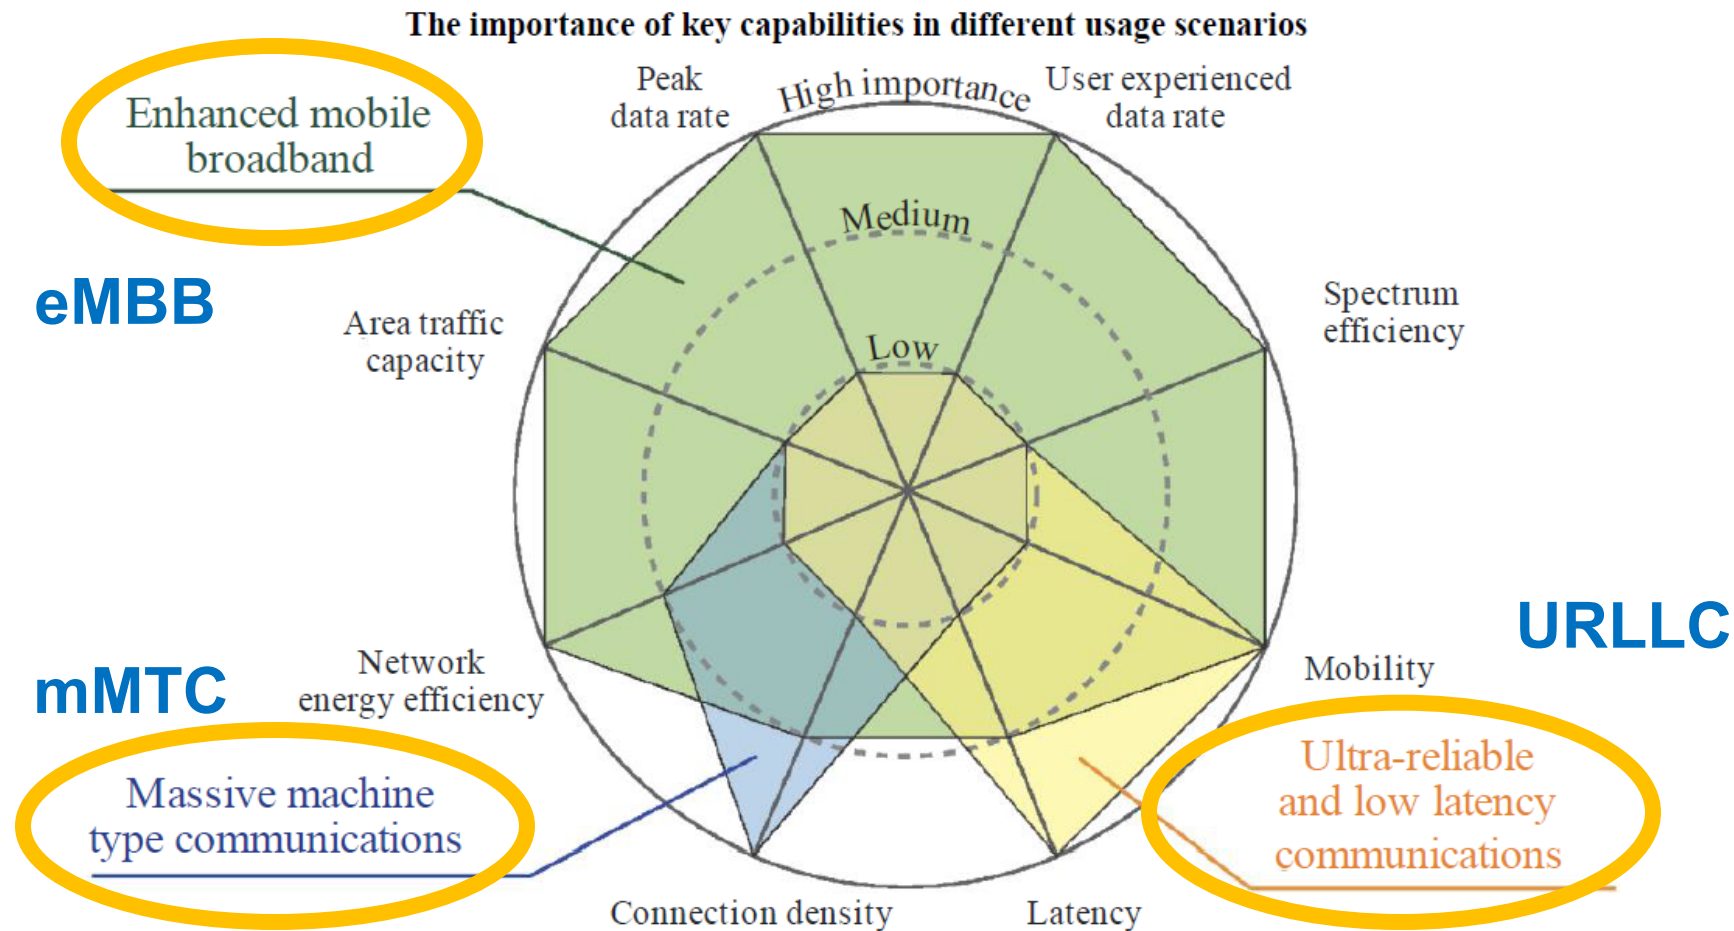 The importance of key capabilities in different usage scenarios
Enhanced mobile
broadband
Peak
data rate
High importance
User experienced
data rate
Medium
eMBB
Area traffic
capacity
Low
Spectrum
efficiency
URLLC
mMTC
Network
energy efficiency
Mobility
Massive machine
type communications
Ultra-reliable
and low latency
communications
Connection density
Latency